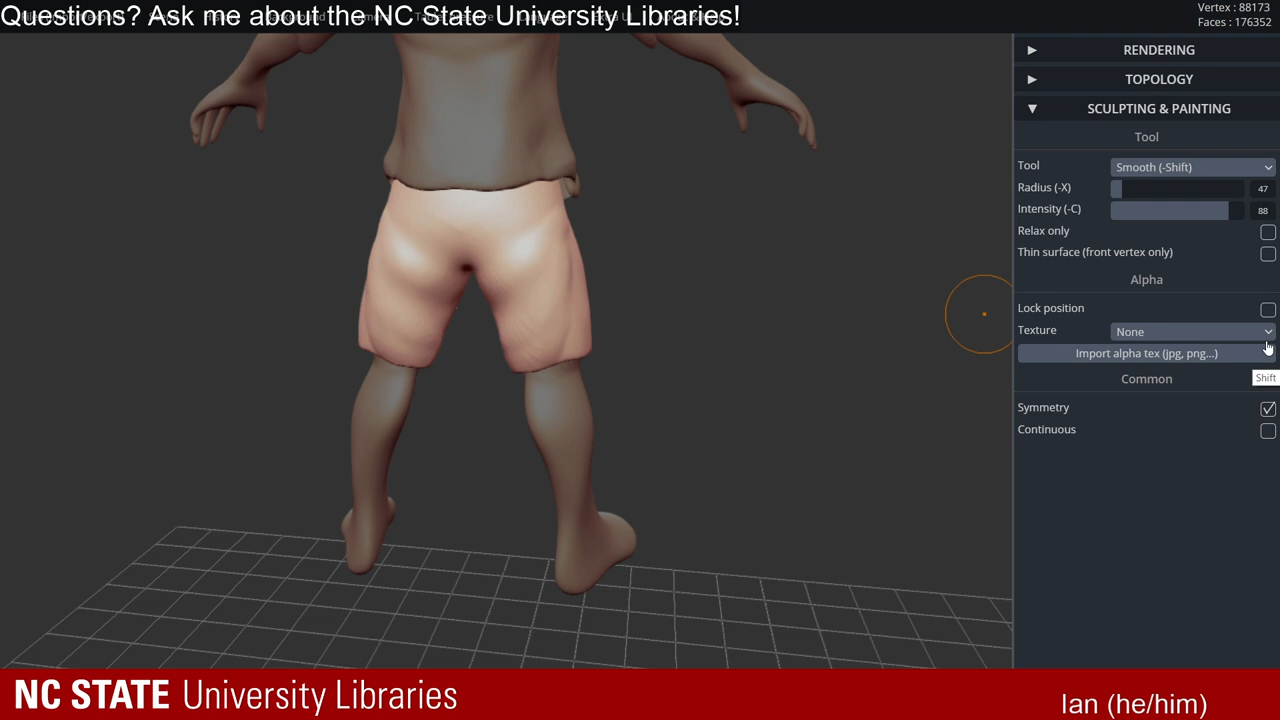 Questions? Ask me about the NC State University Libraries!
Vertex : 88173
Faces : 176352
RENDERING
TOPOLOGY
SCULPTING & PAINTING
Tool
Tool Smooth (-Shift)
Radius (-X) 47
Intensity (-C) 88
Relax only
Thin surface (front vertex only)
Alpha
Lock position
Texture None
Import alpha tex (jpg, png...)
Common
Shift
Symmetry
Continuous
NC STATE University Libraries
Ian (he/him)